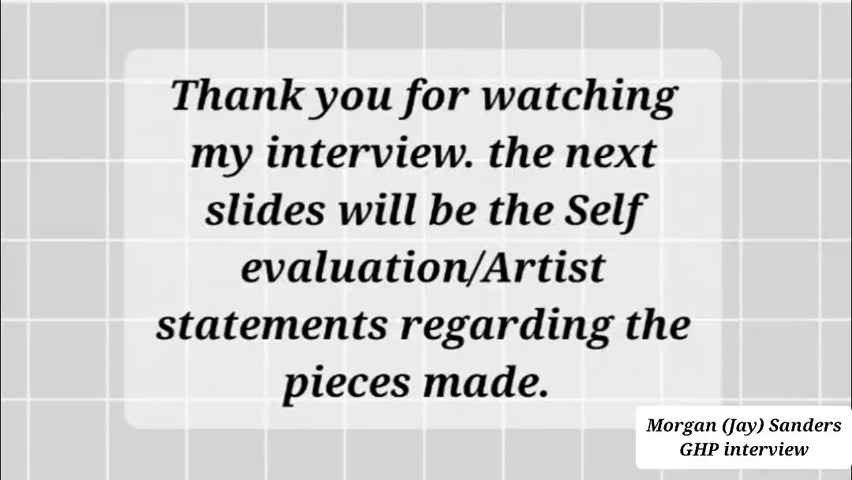 Thank you for watching
my interview. the next
slides will be the Self
evaluation/Artist
statements regarding the
pieces made.
Morgan (Jay) Sanders
GHP interview